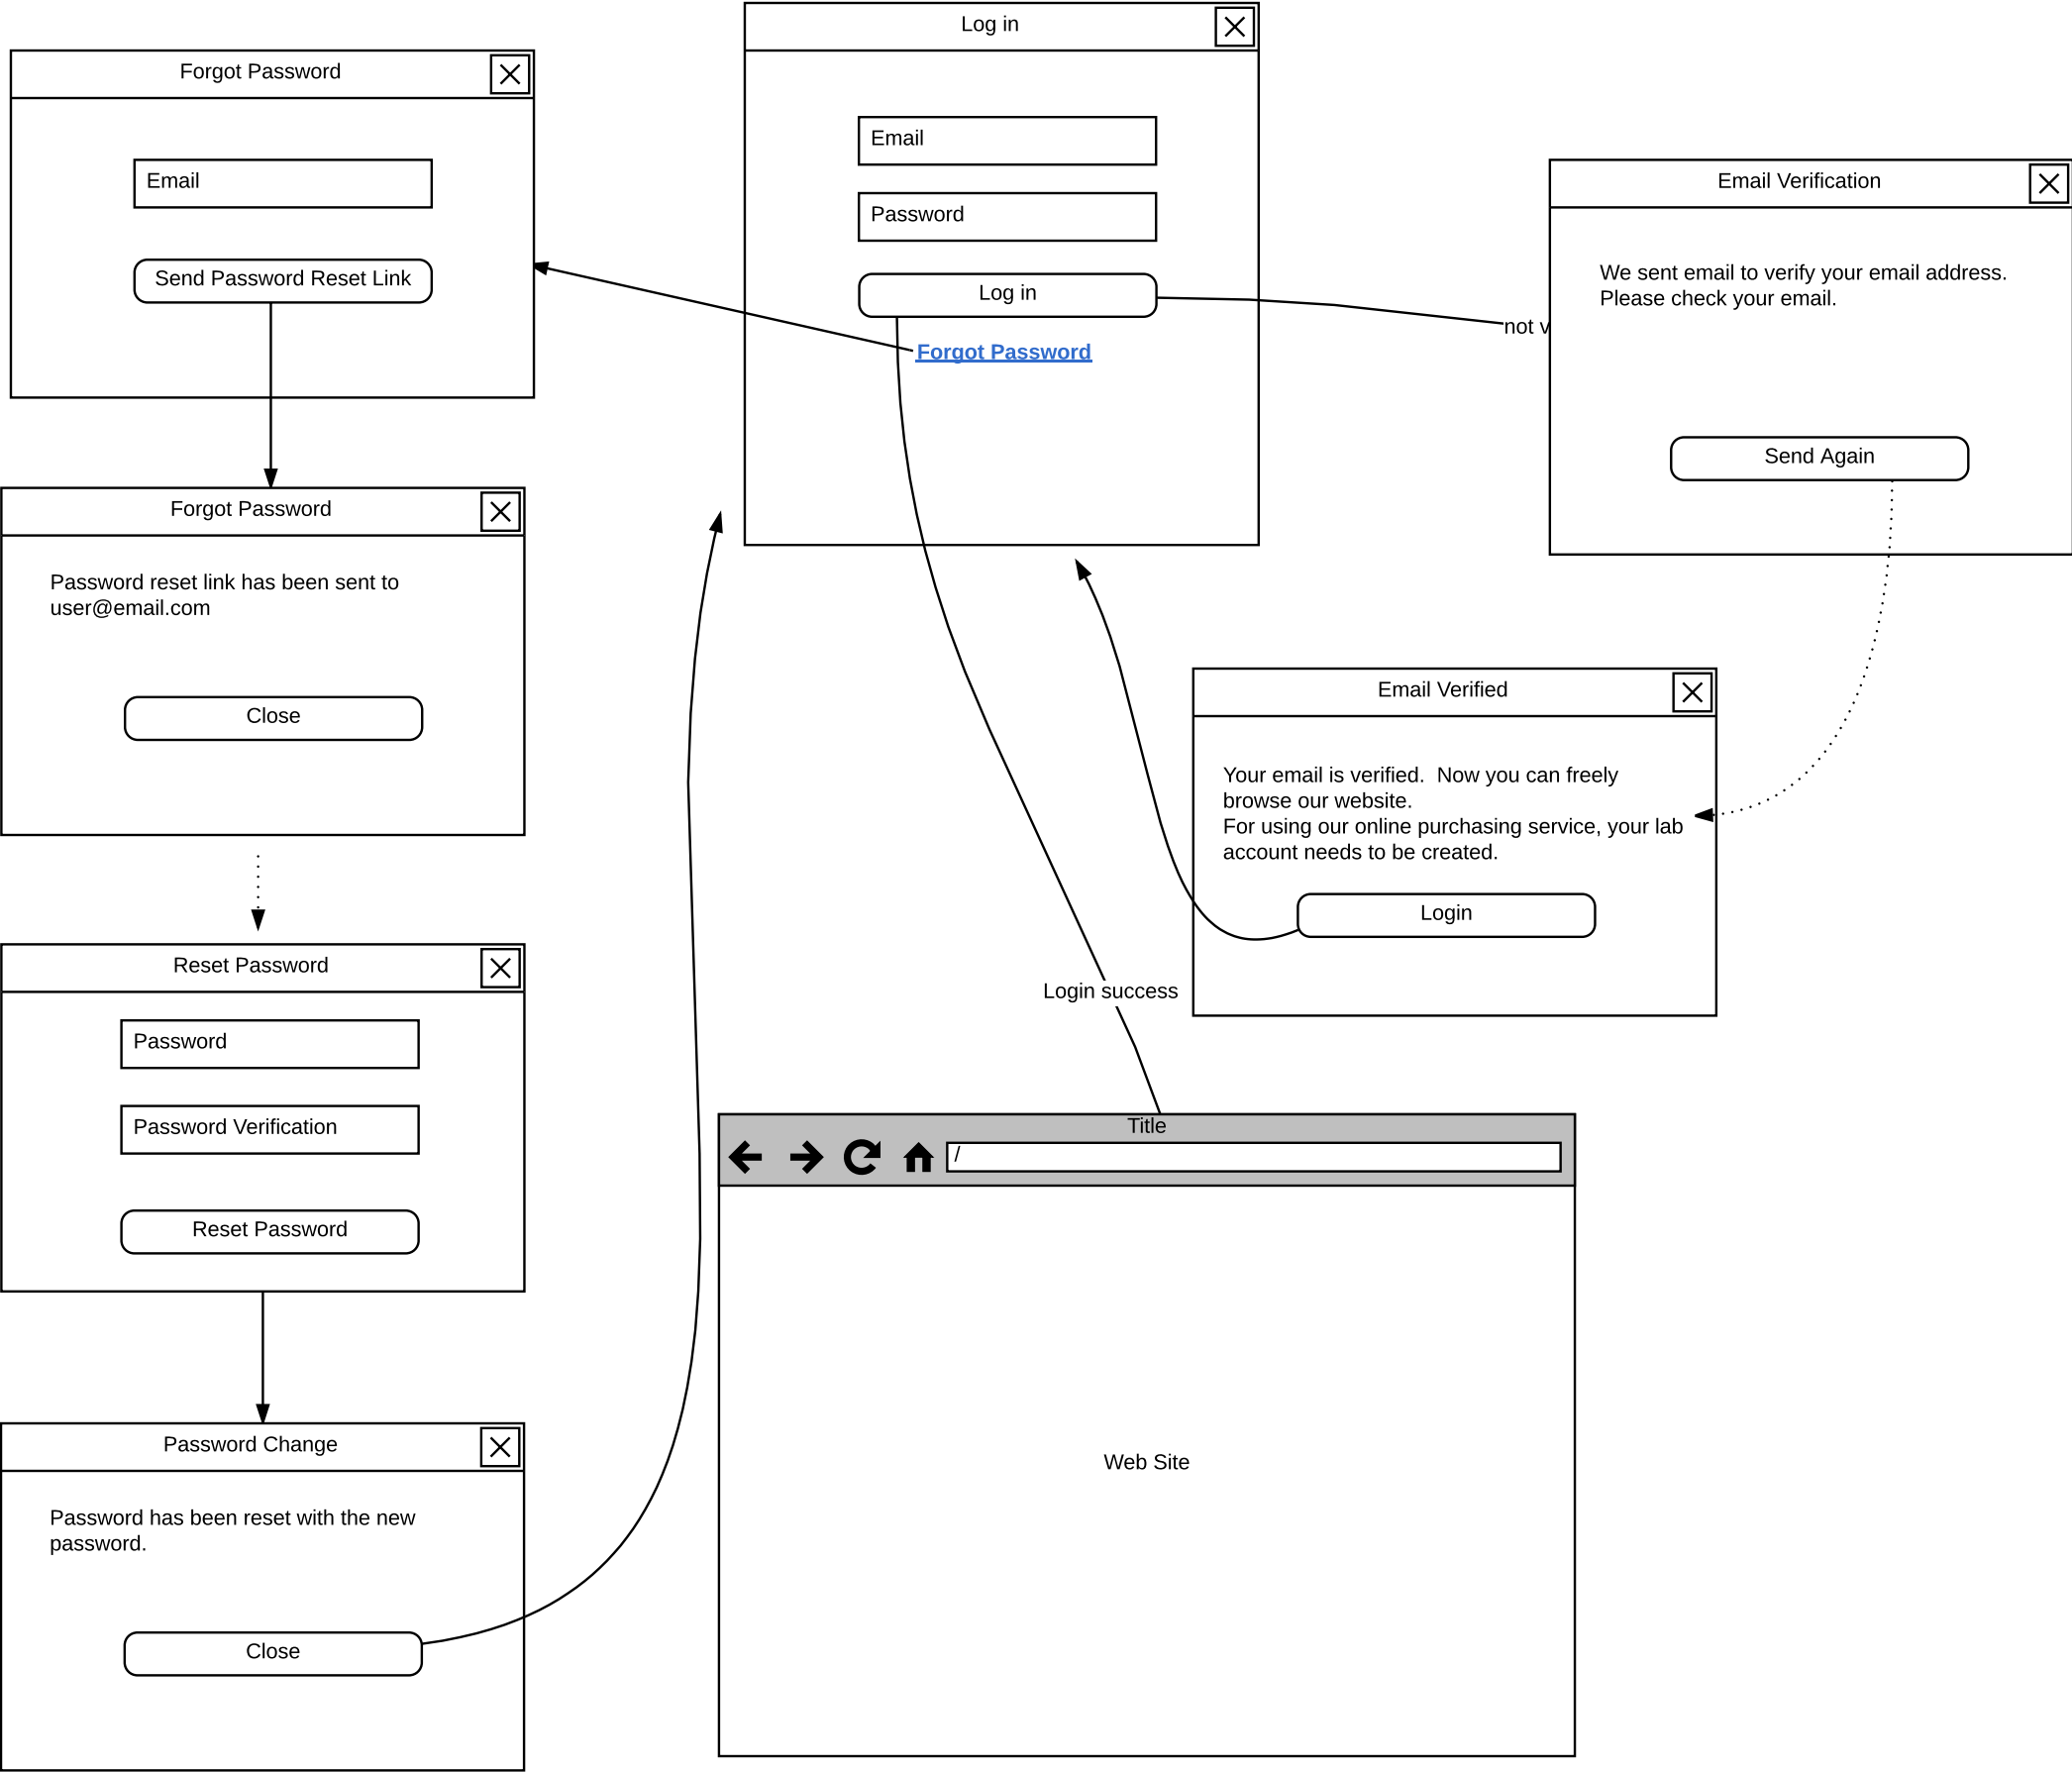 Log in
Email
Password
Log in
Forgot Password
Forgot Password
Email
Send Password Reset Link
Email Verification
We sent email to verify your email address.
Please check your email.
Send Again
not v
Forgot Password
Password reset link has been sent to
user@email.com
Close
Email Verified
Your email is verified.  Now you can freely
browse our website.
For using our online purchasing service, your lab
account needs to be created.
Login
Login success
Reset Password
Password
Password Verification
Reset Password
Title
/
Web Site
Password Change
Password has been reset with the new
password.
Close